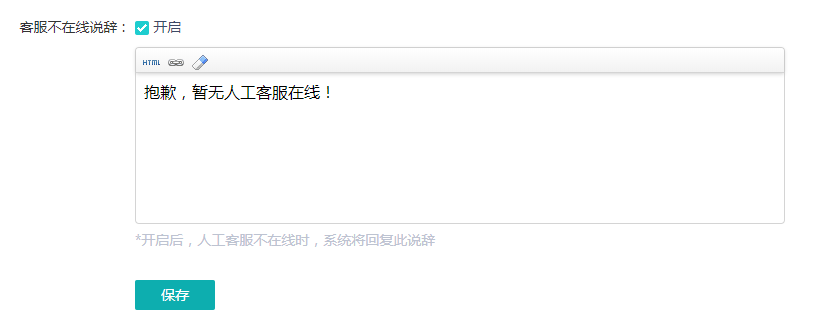 客服不在线说辞： 开启
HTML
抱歉，暂无人工客服在线！
*开启后，人工客服不在线时，系统将回复此说辞
保存